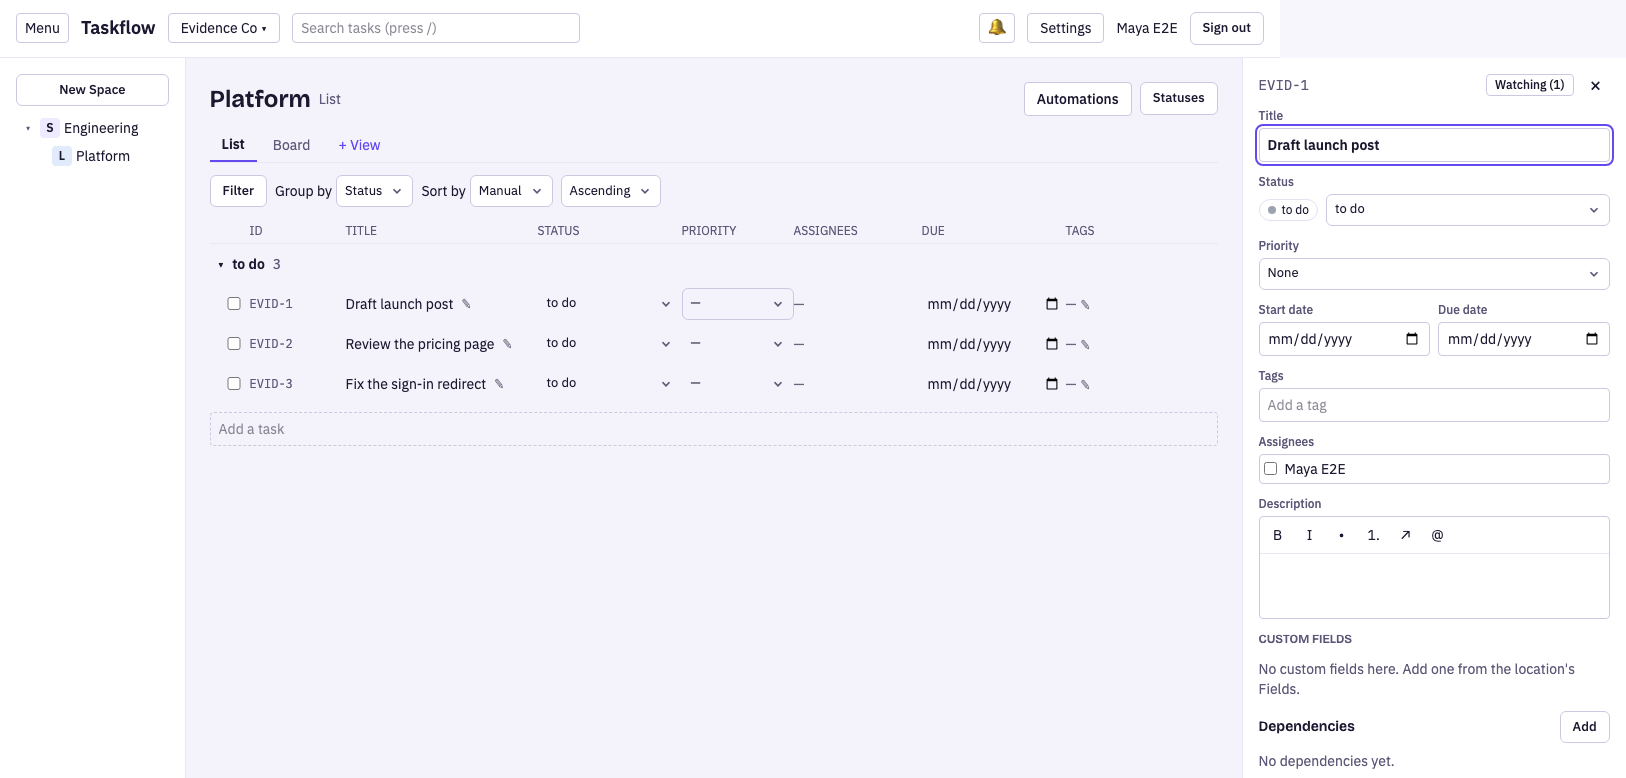 Menu Taskflow Evidence Co ▾ Search tasks (press /) 🔔 Settings Maya E2E Sign out
New Space
▾ S Engineering
L Platform
Platform List Automations Statuses
List Board + View
Filter Group by Status Sort by Manual Ascending
ID TITLE STATUS PRIORITY ASSIGNEES DUE TAGS
▾ to do 3
EVID-1 Draft launch post ✎ to do — — mm/dd/yyyy — ✎
EVID-2 Review the pricing page ✎ to do — — mm/dd/yyyy — ✎
EVID-3 Fix the sign-in redirect ✎ to do — — mm/dd/yyyy — ✎
Add a task
EVID-1 Watching (1) ×
Title
Draft launch post
Status
to do to do
Priority
None
Start date Due date
mm/dd/yyyy mm/dd/yyyy
Tags
Add a tag
Assignees
Maya E2E
Description
B I • 1. ↗ @
CUSTOM FIELDS
No custom fields here. Add one from the location's
Fields.
Dependencies Add
No dependencies yet.